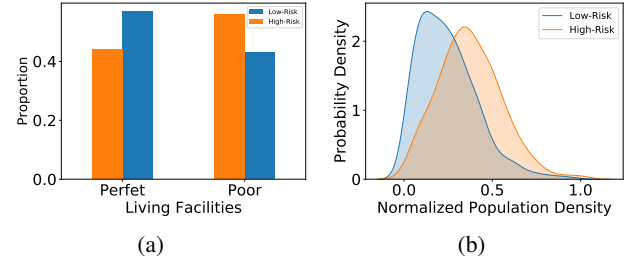 Proportion
0.4
0.2
0.0
Low-Risk
High-Risk
Perfet
Poor
Living Facilities
(a)
Probability Density
2
1
0
Low-Risk
High-Risk
0.0
0.5
1.0
Normalized Population Density
(b)